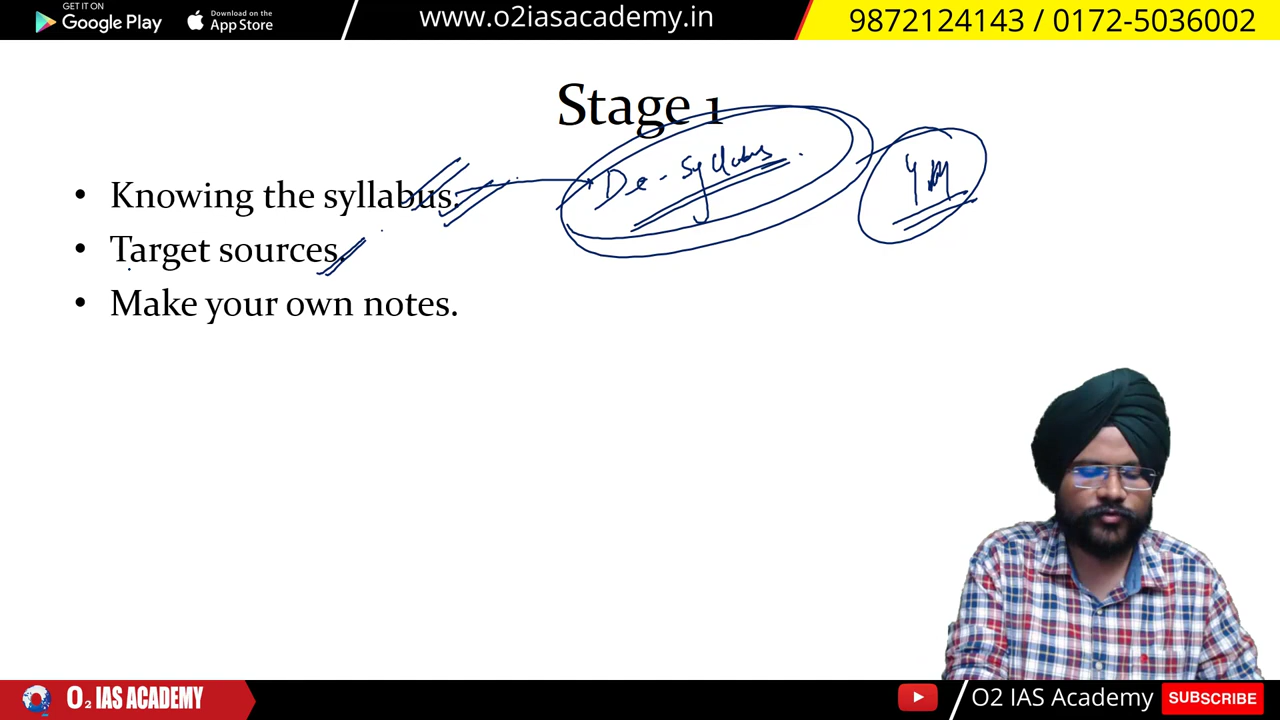 GET IT ON
Google Play
Download on the
App Store
www.o2iasacademy.in
9872124143 / 0172-5036002
Stage 1
De-Syllabus.
• Knowing the syllabus.
• Target sources.
• Make your own notes.
O2 IAS ACADEMY
O2 IAS Academy
SUBSCRIBE